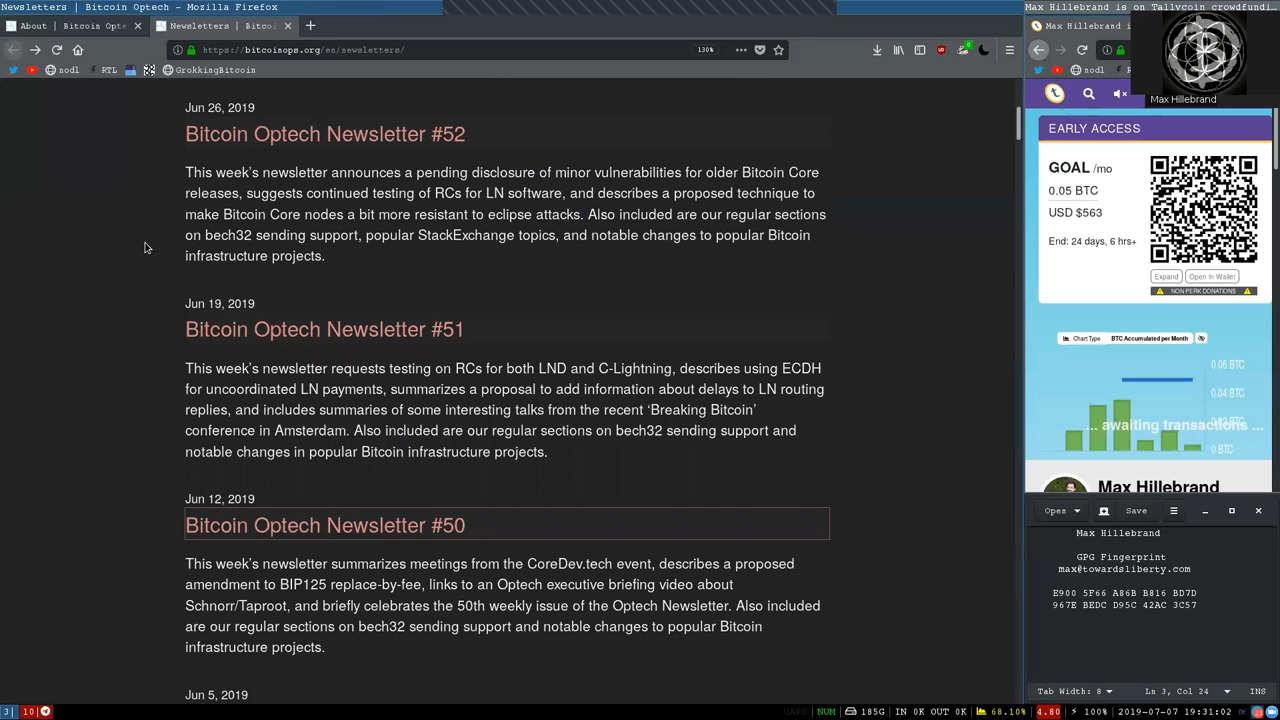 Newsletters | Bitcoin Optech - Mozilla Firefox
About | Bitcoin Opte
Newsletters | Bitcoi
https://bitcoinops.org/en/newsletters/
130%
nodl
RTL
GrokkingBitcoin
Jun 26, 2019
Bitcoin Optech Newsletter #52
This week's newsletter announces a pending disclosure of minor vulnerabilities for older Bitcoin Core
releases, suggests continued testing of RCs for LN software, and describes a proposed technique to
make Bitcoin Core nodes a bit more resistant to eclipse attacks. Also included are our regular sections
on bech32 sending support, popular StackExchange topics, and notable changes to popular Bitcoin
infrastructure projects.
Jun 19, 2019
Bitcoin Optech Newsletter #51
This week's newsletter requests testing on RCs for both LND and C-Lightning, describes using ECDH
for uncoordinated LN payments, summarizes a proposal to add information about delays to LN routing
replies, and includes summaries of some interesting talks from the recent ‘Breaking Bitcoin’
conference in Amsterdam. Also included are our regular sections on bech32 sending support and
notable changes in popular Bitcoin infrastructure projects.
Jun 12, 2019
Bitcoin Optech Newsletter #50
This week's newsletter summarizes meetings from the CoreDev.tech event, describes a proposed
amendment to BIP125 replace-by-fee, links to an Optech executive briefing video about
Schnorr/Taproot, and briefly celebrates the 50th weekly issue of the Optech Newsletter. Also included
are our regular sections on bech32 sending support and notable changes to popular Bitcoin
infrastructure projects.
Jun 5, 2019
Max Hillebrand is on Tallycoin crowdfundi
Max Hillebrand i
nodl
Max Hillebrand
EARLY ACCESS
GOAL /mo
0.05 BTC
USD $563
End: 24 days, 6 hrs+
Expand
Open in Wallet
NON PERK DONATIONS
Chart Type BTC Accumulated per Month
0.06 BTC
0.04 BTC
... awaiting transactions ...
0 BTC
Max Hillebrand
Open
Save
Max Hillebrand
GPG Fingerprint
max@towardsliberty.com
E900 5F66 A86B B816 BD7D
967E BEDC D95C 42AC 3C57
Tab Width: 8
Ln 3, Col 24
INS
3
10
CAPS
NUM
185G
IN 0K OUT 0K
68.10%
4.80
100%
2019-07-07
19:31:02
DE